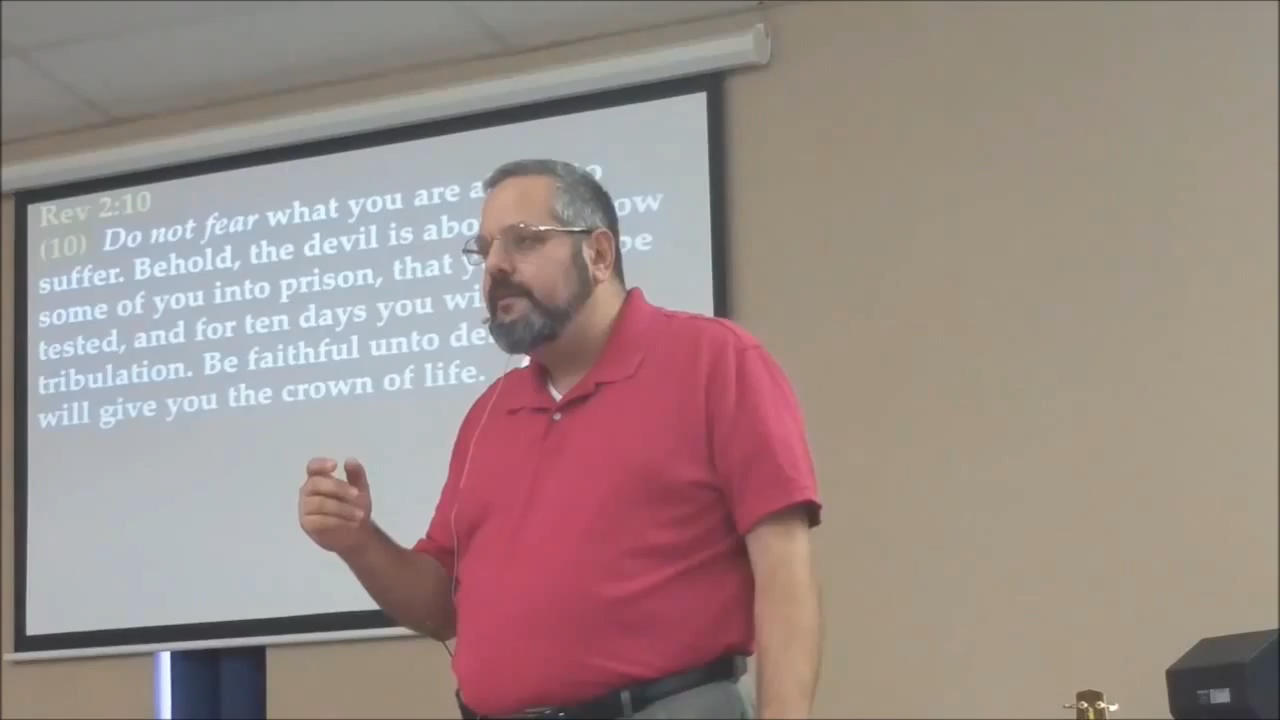 Rev 2:10
(10) Do not fear what you are a
suffer. Behold, the devil is abo ow
some of you into prison, that y be
tested, and for ten days you wi
tribulation. Be faithful unto de
will give you the crown of life.